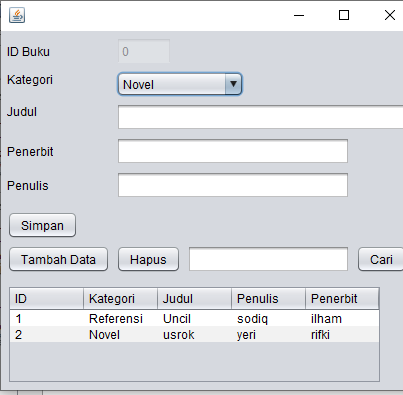 ID Buku 0
Kategori Novel
Judul
Penerbit
Penulis
Simpan
Tambah Data Hapus Cari
ID Kategori Judul Penulis Penerbit
1 Referensi Uncil sodiq ilham
2 Novel usrok yeri rifki